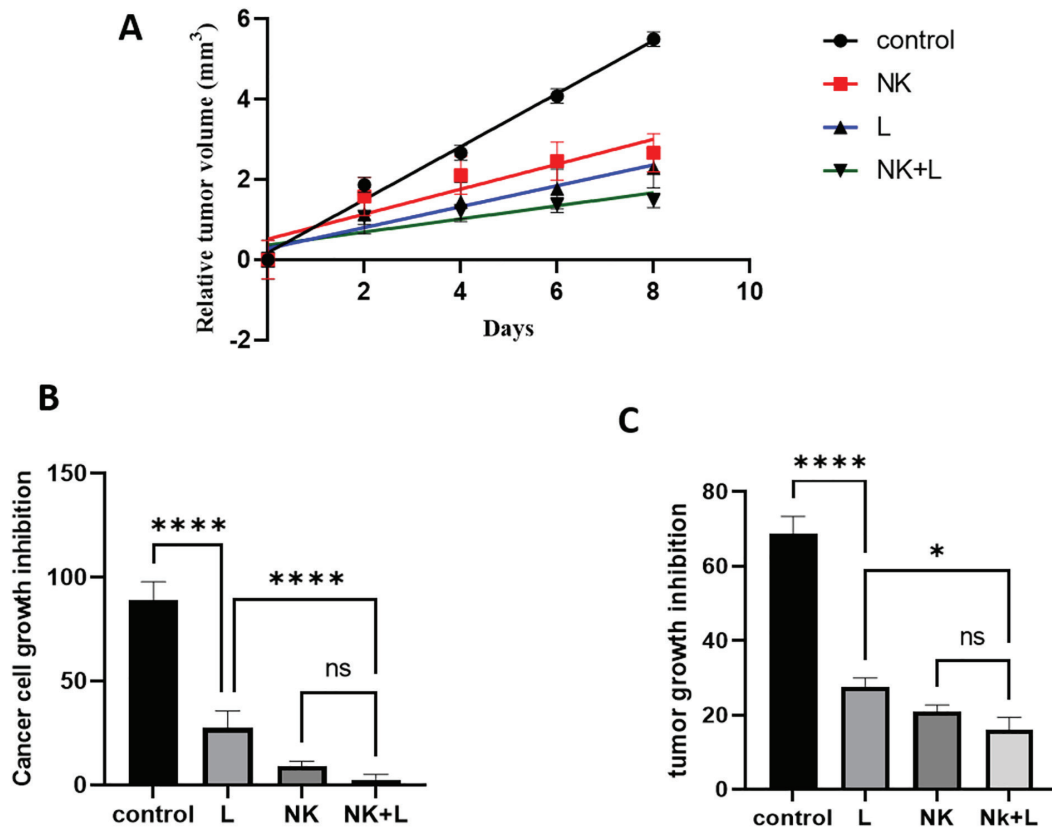 A
Relative tumor volume (mm³)
6
4
2
0
-2
2
4
6
8
10
Days
control
NK
L
NK+L
B
Cancer cell growth inhibition
150
100
50
0
****
****
ns
control
L
NK
NK+L
C
tumor growth inhibition
80
60
40
20
0
****
*
ns
control
L
NK
Nk+L